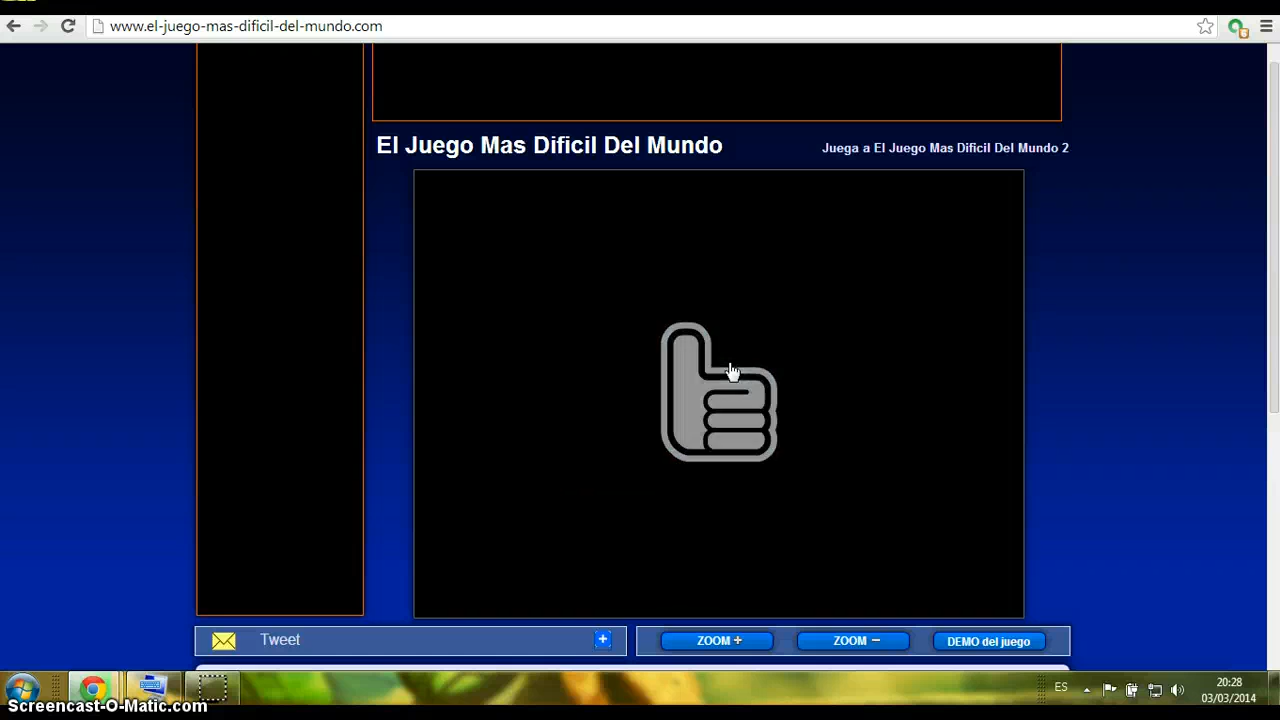 www.el-juego-mas-dificil-del-mundo.com
El Juego Mas Dificil Del Mundo
Juega a El Juego Mas Dificil Del Mundo 2
Tweet
ZOOM +
ZOOM −
DEMO del juego
ES
20:28
03/03/2014
Screencast-O-Matic.com